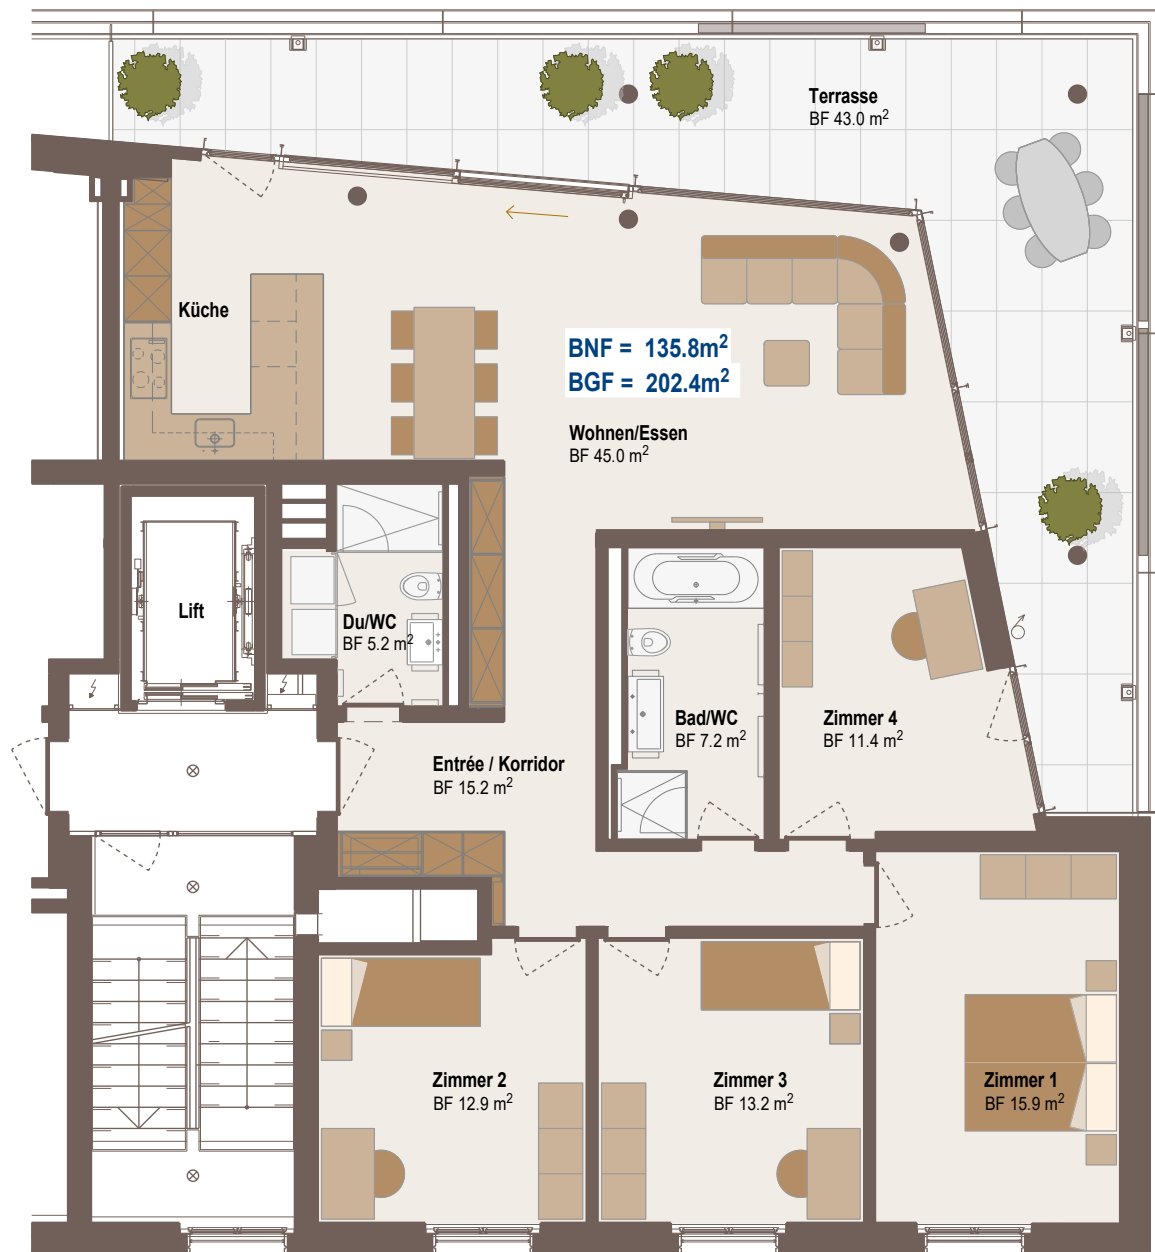 Terrasse
BF 43.0 m²
Küche
BNF = 135.8m²
BGF = 202.4m²
Wohnen/Essen
BF 45.0 m²
Lift
Du/WC
BF 5.2 m²
Bad/WC
BF 7.2 m²
Zimmer 4
BF 11.4 m²
Entrée / Korridor
BF 15.2 m²
Zimmer 2
BF 12.9 m²
Zimmer 3
BF 13.2 m²
Zimmer 1
BF 15.9 m²